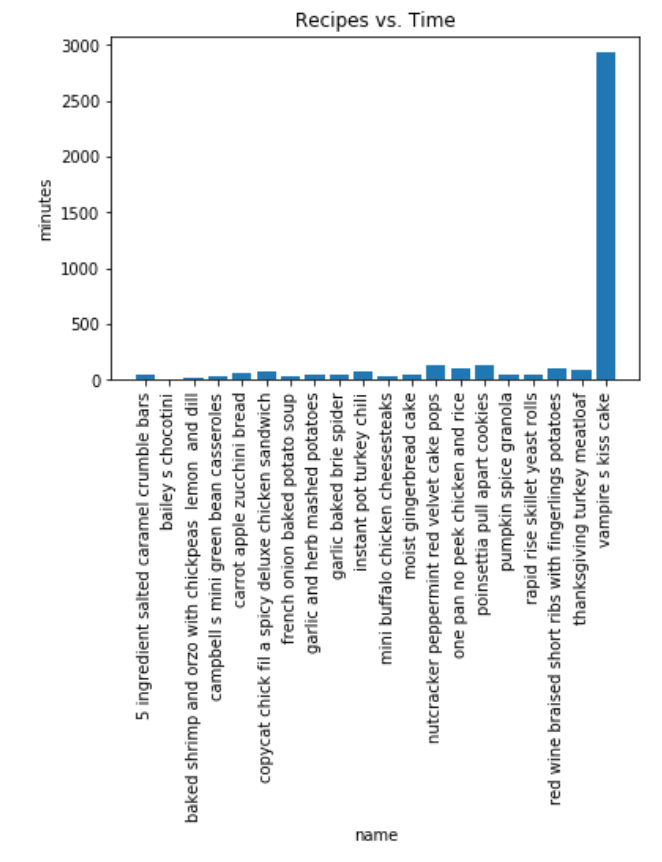 Recipes vs. Time
3000
2500
2000
1500
1000
500
0
minutes
5 ingredient salted caramel crumble bars
bailey s chocotini
baked shrimp and orzo with chickpeas  lemon  and dill
campbell s mini green bean casseroles
carrot apple zucchini bread
copycat chick fil a spicy deluxe chicken sandwich
french onion baked potato soup
garlic and herb mashed potatoes
garlic baked brie spider
instant pot turkey chili
mini buffalo chicken cheesesteaks
moist gingerbread cake
nutcracker peppermint red velvet cake pops
one pan no peek chicken and rice
poinsettia pull apart cookies
pumpkin spice granola
rapid rise skillet yeast rolls
red wine braised short ribs with fingerlings potatoes
thanksgiving turkey meatloaf
vampire s kiss cake
name